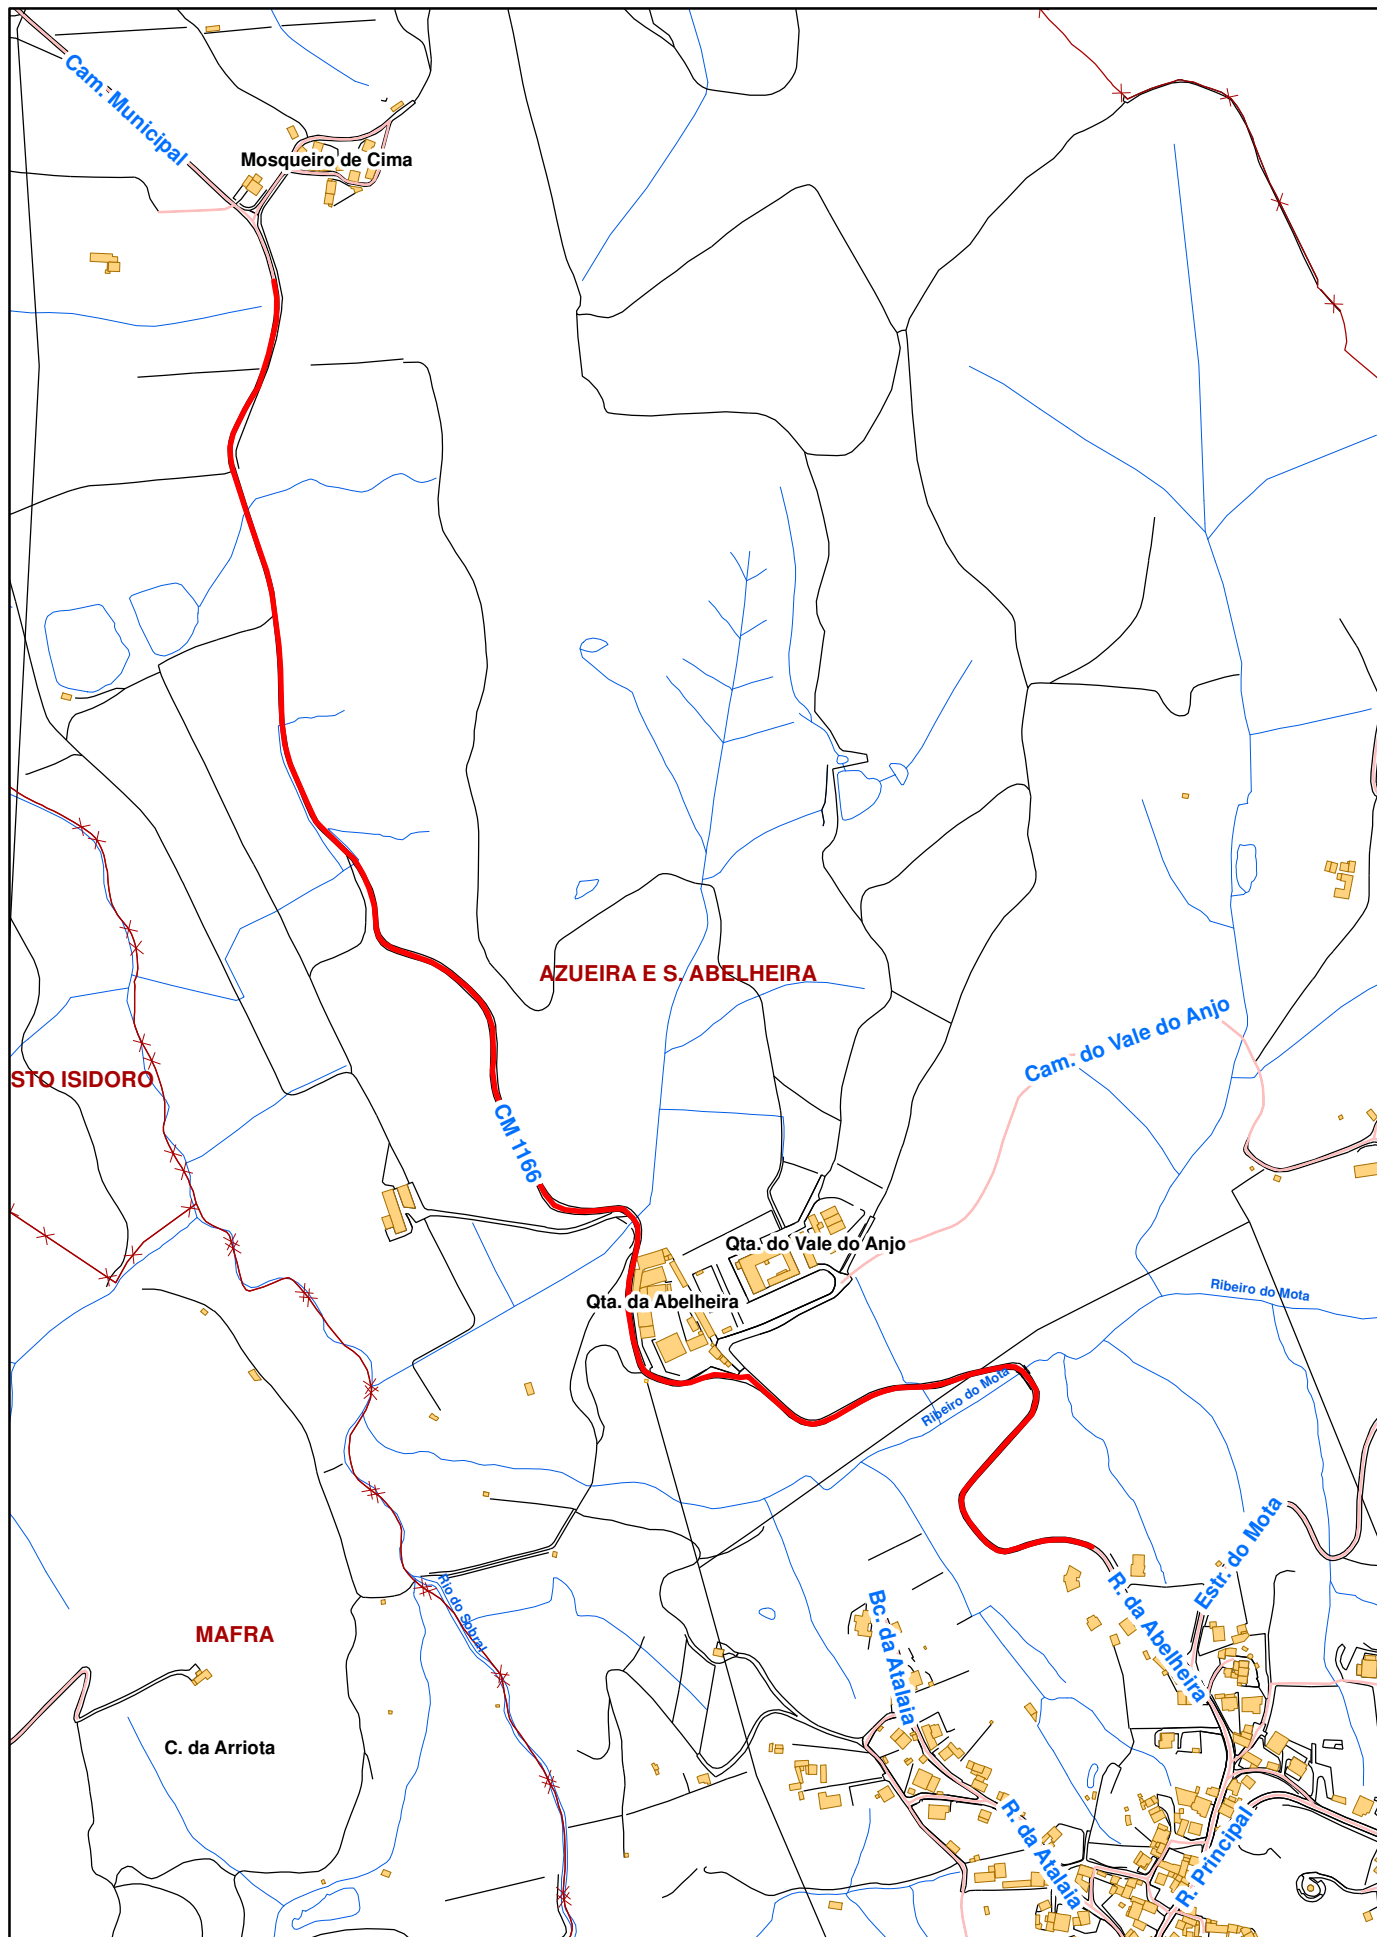 Cam. Municipal
Mosqueiro de Cima
AZUEIRA E S. ABELHEIRA
Cam. do Vale do Anjo
STO ISIDORO
CM 1166
Qta. do Vale do Anjo
Ribeiro do Mota
Qta. da Abelheira
Ribeiro do Mota
Estr. do Mota
R. da Abelheira
Bc. da Atalaia
Rio do Sobral
MAFRA
C. da Arriota
R. da Atalaia
R. Principal